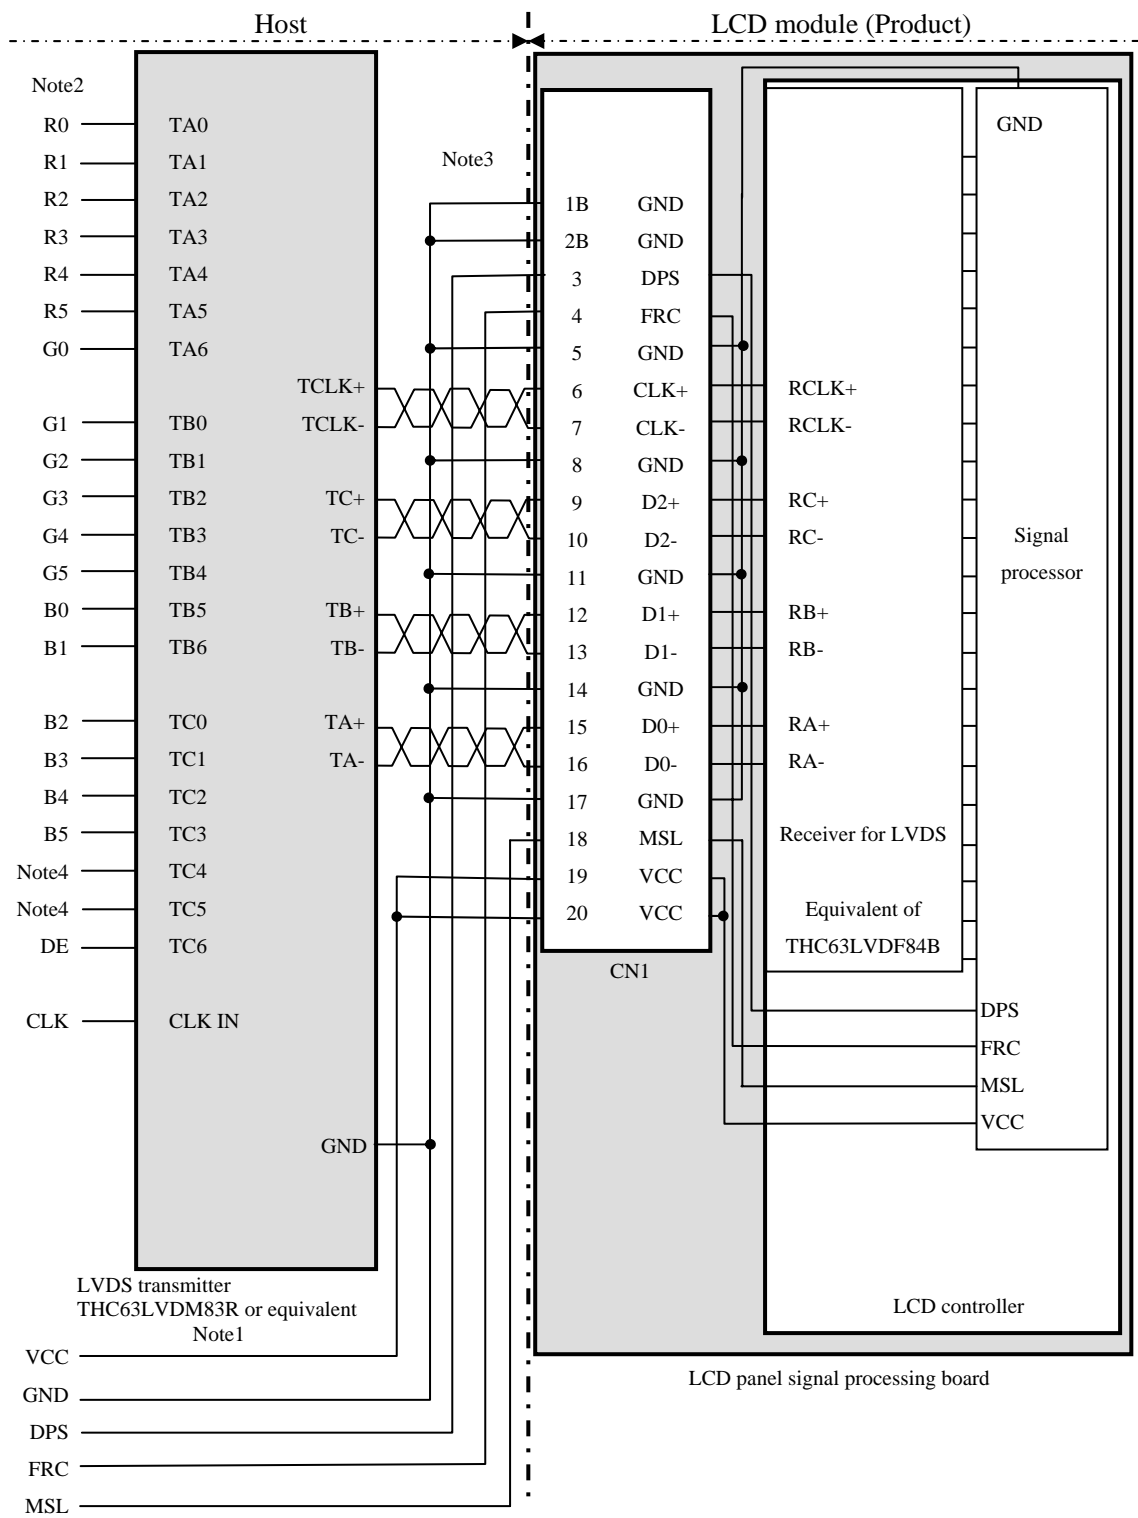 Host
LCD module (Product)
Note2
R0 TA0
R1 TA1
R2 TA2
R3 TA3
R4 TA4
R5 TA5
G0 TA6
G1 TB0
G2 TB1
G3 TB2
G4 TB3
G5 TB4
B0 TB5
B1 TB6
B2 TC0
B3 TC1
B4 TC2
B5 TC3
Note4 TC4
Note4 TC5
DE TC6
CLK CLK IN
TCLK+
TCLK-
TC+
TC-
TB+
TB-
TA+
TA-
GND
LVDS transmitter
THC63LVDM83R or equivalent
Note1
VCC
GND
DPS
FRC
MSL
Note3
1B GND
2B GND
3 DPS
4 FRC
5 GND
6 CLK+
7 CLK-
8 GND
9 D2+
10 D2-
11 GND
12 D1+
13 D1-
14 GND
15 D0+
16 D0-
17 GND
18 MSL
19 VCC
20 VCC
CN1
RCLK+
RCLK-
RC+
RC-
RB+
RB-
RA+
RA-
Receiver for LVDS
Equivalent of
THC63LVDF84B
GND
Signal
processor
DPS
FRC
MSL
VCC
LCD controller
LCD panel signal processing board